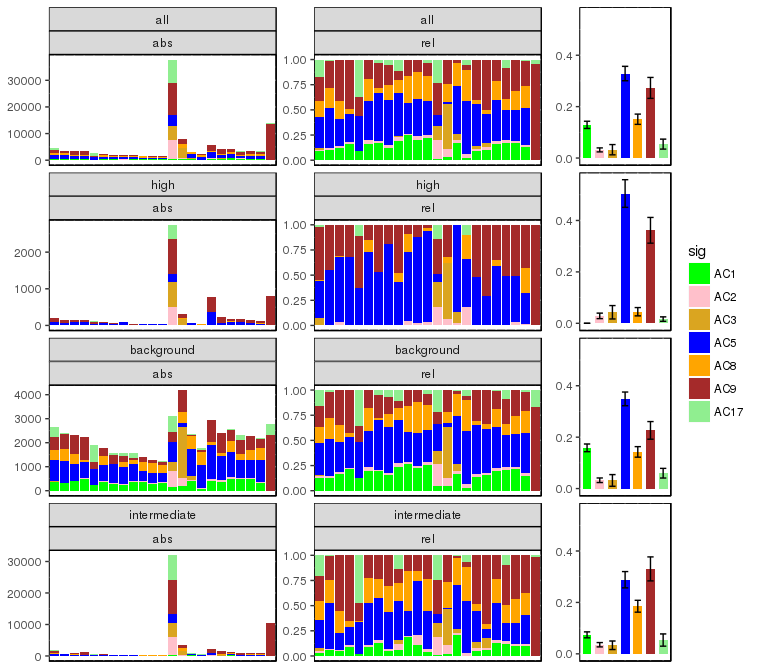 all all
abs rel
30000 1.00 0.4
20000 0.75
10000 0.50 0.2
0.25
0 0.00 0.0
high high
abs rel
2000 1.00 0.4
0.75
1000 0.50 0.2
0.25
0 0.00 0.0
sig
AC1
AC2
AC3
AC5
AC8
AC9
AC17
background background
abs rel
4000 1.00 0.4
3000 0.75
2000 0.50 0.2
1000 0.25
0 0.00 0.0
intermediate intermediate
abs rel
30000 1.00 0.4
20000 0.75
10000 0.50 0.2
0.25
0 0.00 0.0